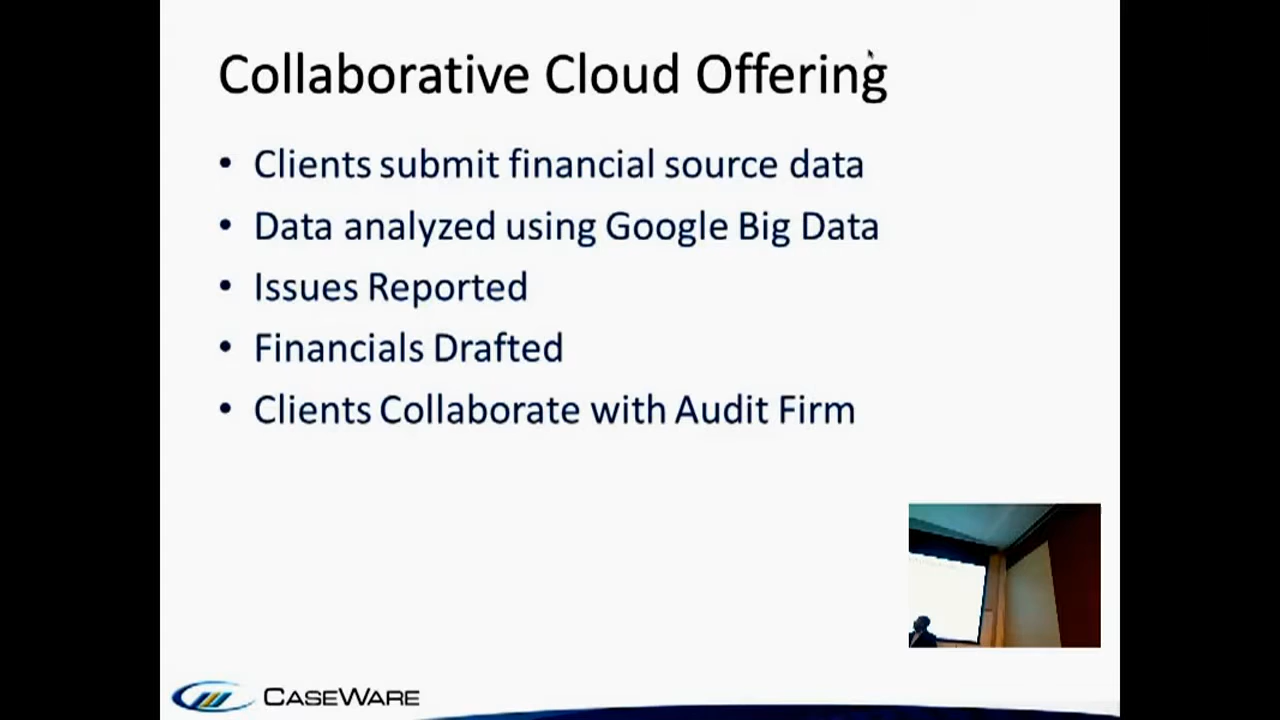 Collaborative Cloud Offering
• Clients submit financial source data
• Data analyzed using Google Big Data
• Issues Reported
• Financials Drafted
• Clients Collaborate with Audit Firm
CASEWARE